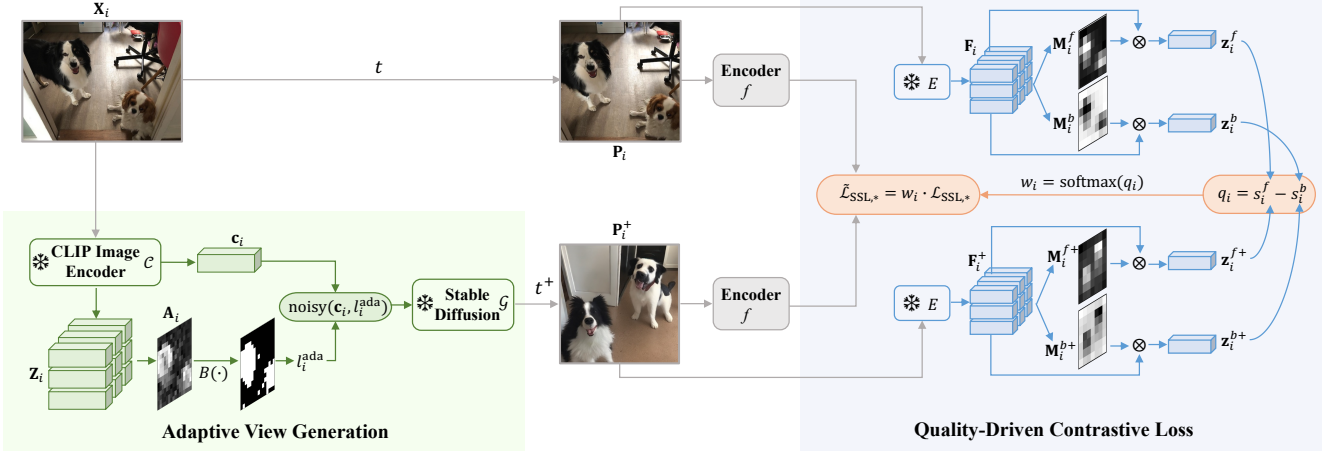 X_i
t
P_i
Encoder
f
E
F_i
M_i^f
⊗
z_i^f
M_i^b
⊗
z_i^b
L̃_SSL,* = w_i · L_SSL,*
w_i = softmax(q_i)
q_i = s_i^f − s_i^b
CLIP Image
Encoder C
c_i
Z_i
A_i
B(·)
l_i^ada
noisy(c_i, l_i^ada)
Stable
Diffusion G
t^+
P_i^+
Encoder
f
E
F_i^+
M_i^f+
⊗
z_i^f+
M_i^b+
⊗
z_i^b+
Adaptive View Generation
Quality-Driven Contrastive Loss